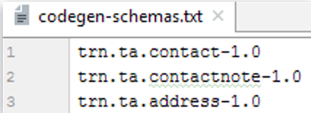 codegen-schemas.txt
1 trn.ta.contact-1.0
2 trn.ta.contactnote-1.0
3 trn.ta.address-1.0